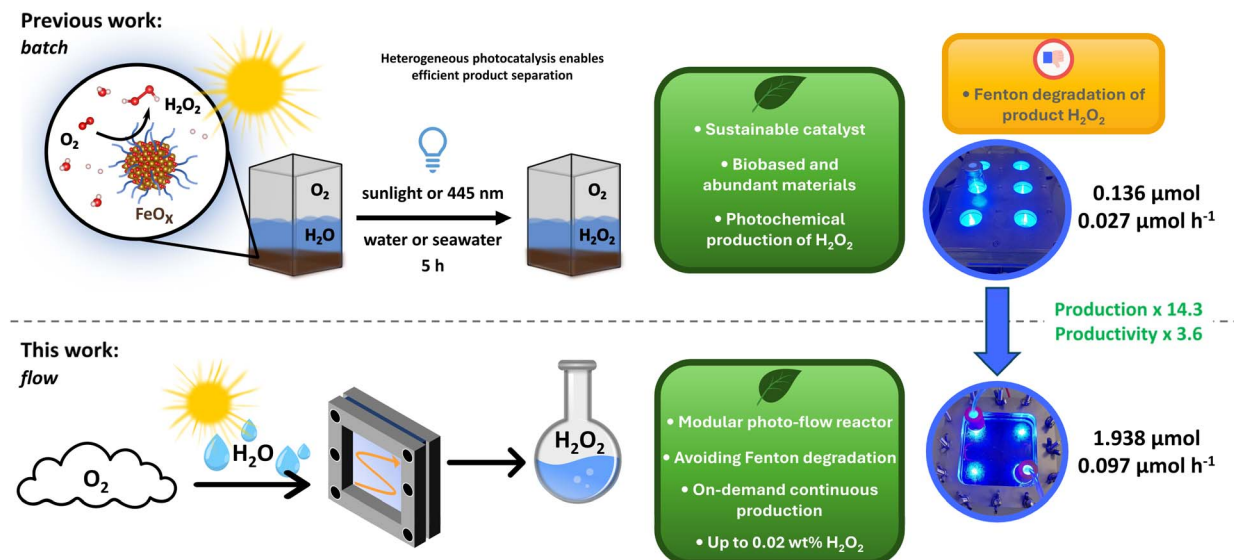 Previous work:
batch
Heterogeneous photocatalysis enables
efficient product separation
H₂O₂
O₂
FeOₓ
O₂
H₂O
sunlight or 445 nm
water or seawater
5 h
O₂
H₂O₂
• Sustainable catalyst
• Biobased and
abundant materials
• Photochemical
production of H₂O₂
• Fenton degradation of
product H₂O₂
0.136 µmol
0.027 µmol h⁻¹
Production x 14.3
Productivity x 3.6
This work:
flow
O₂
H₂O
H₂O₂
• Modular photo-flow reactor
• Avoiding Fenton degradation
• On-demand continuous
production
• Up to 0.02 wt% H₂O₂
1.938 µmol
0.097 µmol h⁻¹